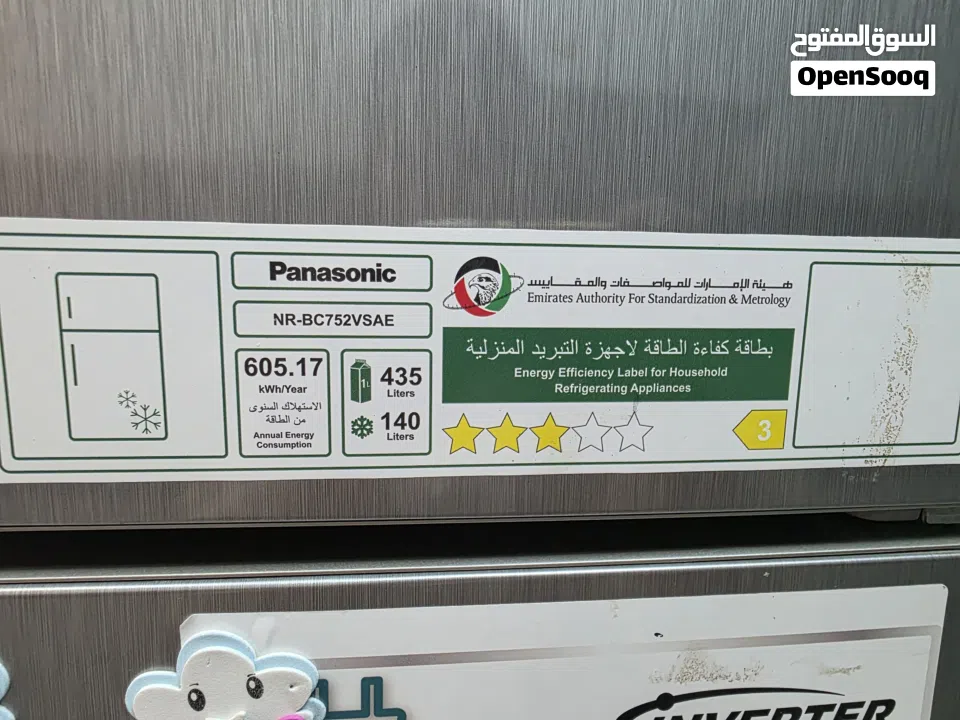 السوق المفتوح
OpenSooq
Panasonic
NR-BC752VSAE
605.17
kWh/Year
الاستهلاك السنوى
من الطاقة
Annual Energy
Consumption
1L
435
Liters
140
Liters
هيئة الإمارات للمواصفات والمقاييس
Emirates Authority For Standardization & Metrology
بطاقة كفاءة الطاقة لاجهزة التبريد المنزلية
Energy Efficiency Label for Household
Refrigerating Appliances
3
INVERTER